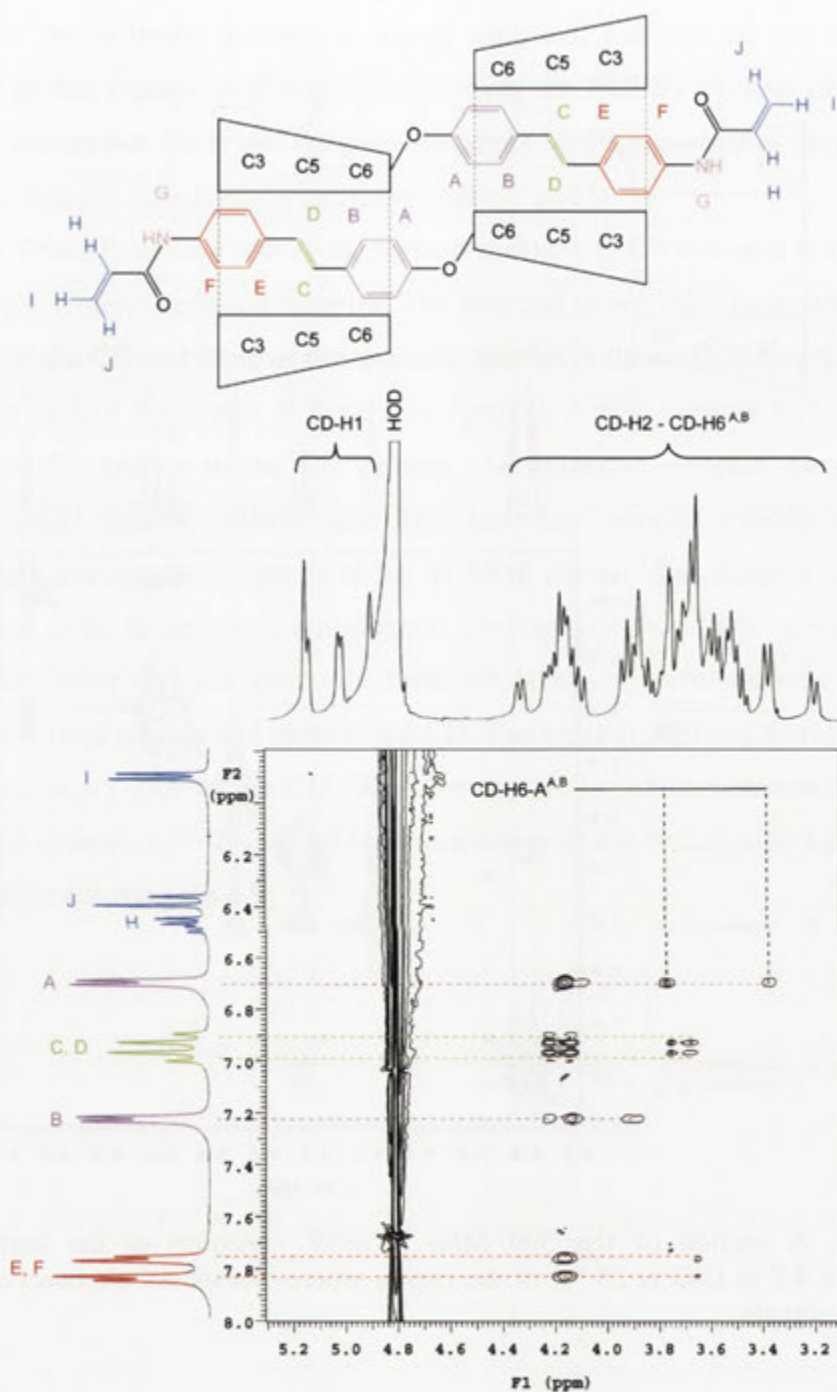 J
C6 C5 C3
C E F
O
H I
H
C3 C5 C6
O
A B D
NH
G
H
G
D B A
C6 C5 C3
H
HN
I
H
O
F E C
O
J
C3 C5 C6
CD-H1
HOD
CD-H2 - CD-H6 A,B
I
F2
(ppm)
CD-H6-A A,B
6.2
J
6.4
H
6.6
A
6.8
C, D
7.0
B
7.2
7.4
7.6
E, F
7.8
8.0
5.2 5.0 4.8 4.6 4.4 4.2 4.0 3.8 3.6 3.4 3.2
F1 (ppm)